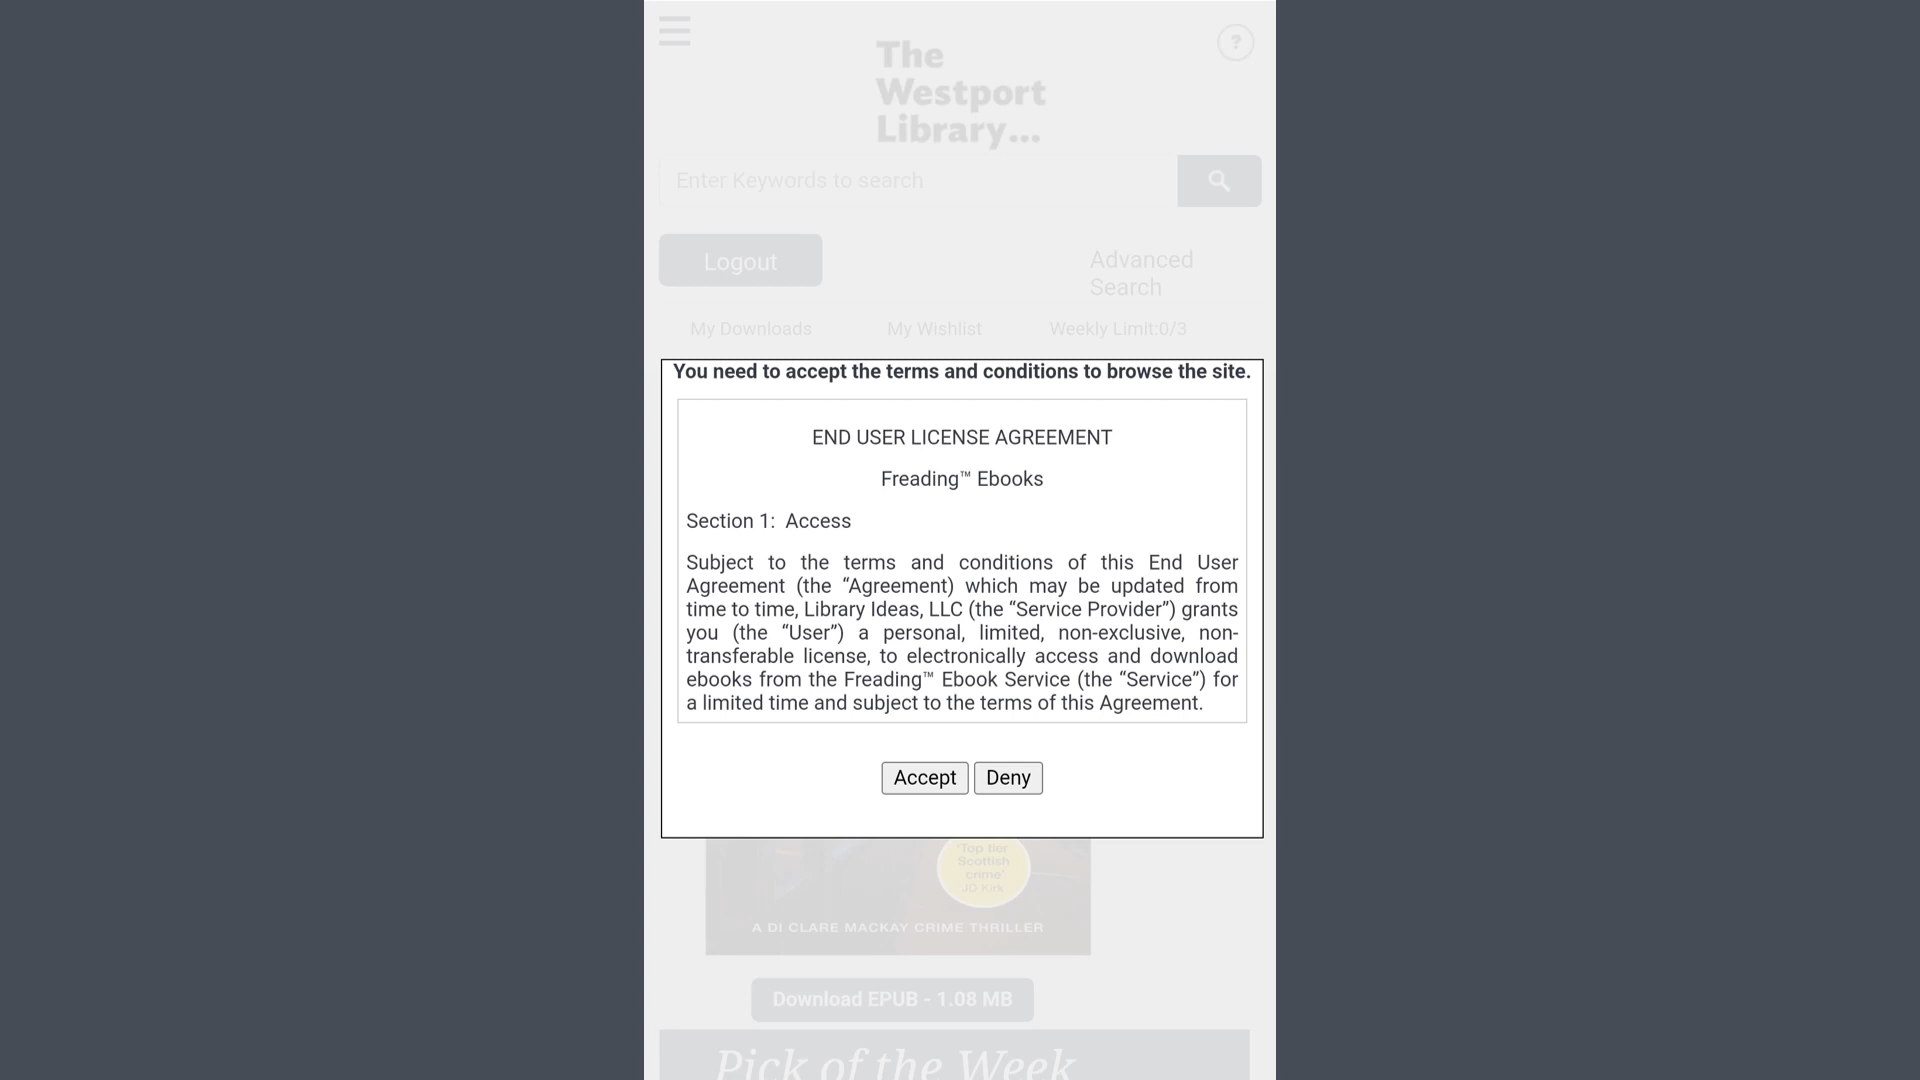 ?
The
Westport
Library...
Enter Keywords to search
Logout
Advanced
Search
My Downloads My Wishlist Weekly Limit:0/3
You need to accept the terms and conditions to browse the site.
END USER LICENSE AGREEMENT
Freading™ Ebooks
Section 1: Access
Subject to the terms and conditions of this End User
Agreement (the “Agreement) which may be updated from
time to time, Library Ideas, LLC (the “Service Provider”) grants
you (the “User”) a personal, limited, non-exclusive, non-
transferable license, to electronically access and download
ebooks from the Freading™ Ebook Service (the “Service”) for
a limited time and subject to the terms of this Agreement.
Accept Deny
'Top tier
Scottish
crime'
JD Kirk
A DI CLARE MACKAY CRIME THRILLER
Download EPUB - 1.08 MB
Pick of the Week